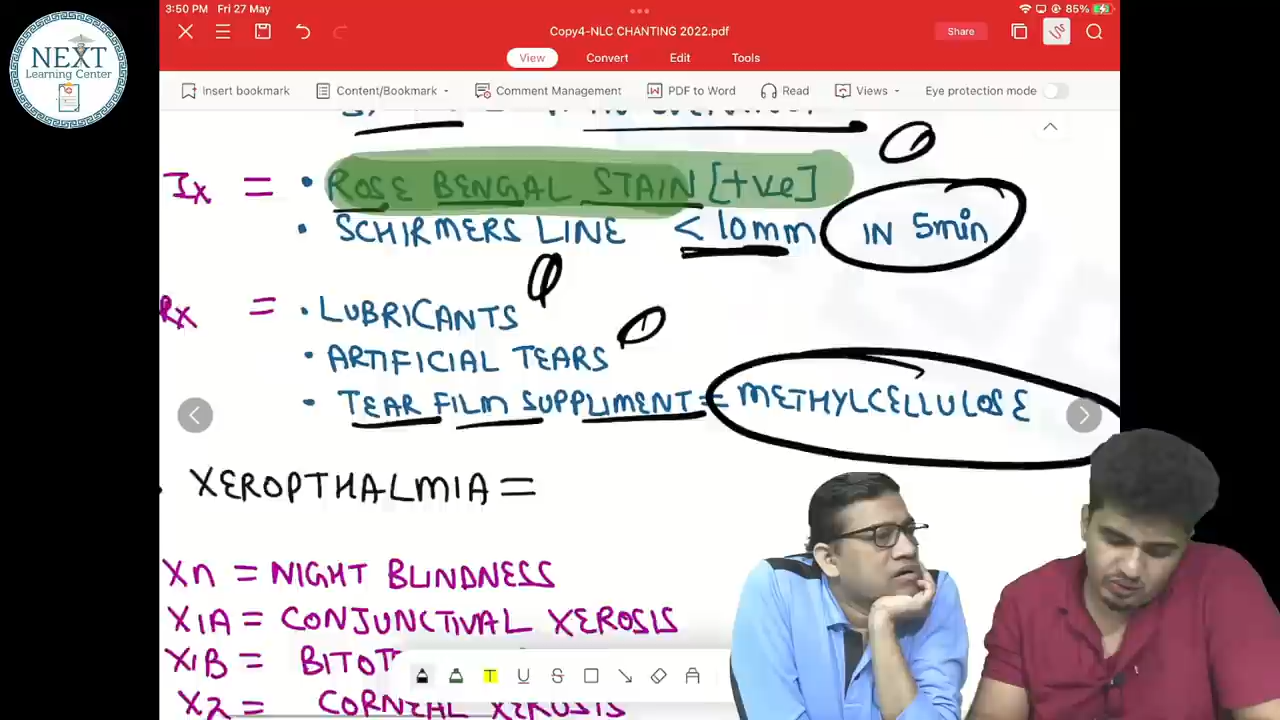 3:50 PM Fri 27 May
85%
NEXT
Learning Center
Copy4-NLC CHANTING 2022.pdf
Share
View Convert Edit Tools
Insert bookmark Content/Bookmark Comment Management PDF to Word Read Views Eye protection mode
Ix = • ROSE BENGAL STAIN [+ve]
• SCHIRMERS LINE < 10mm IN 5min
Rx = • LUBRICANTS
• ARTIFICIAL TEARS
• TEAR FILM SUPPLIMENT = METHYLCELLULOSE
XEROPTHALMIA =
Xn = NIGHT BLINDNESS
X1A = CONJUNCTIVAL XEROSIS
X1B = BITOT
X2 = CORNEAL XEROSIS